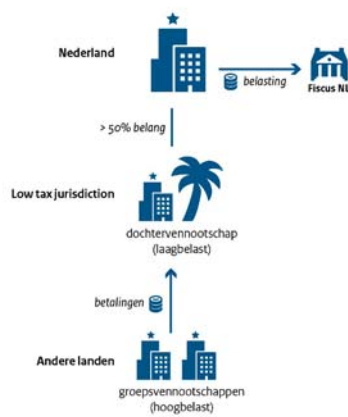 Nederland
belasting
Fiscus NL
> 50% belang
Low tax jurisdiction
dochtervennootschap
(laagbelast)
betalingen
Andere landen
groepsvennootschappen
(hoogbelast)